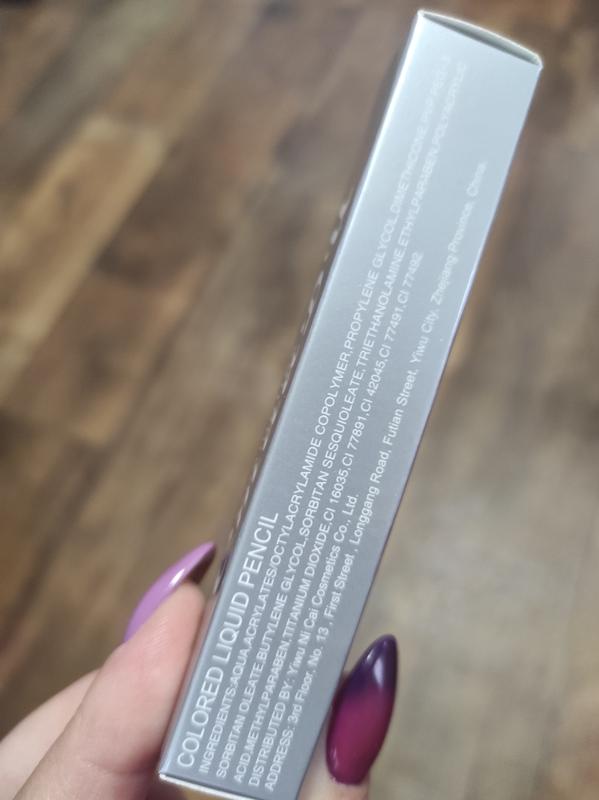 COLORED LIQUID PENCIL
INGREDIENTS:AQUA,ACRYLATES/OCTYLACRYLAMIDE COPOLYMER,PROPYLENE GLYCOL,DIMETHICONE,PVP,PEG-7
SORBITAN OLEATE,BUTYLENE GLYCOL,SORBITAN SESQUIOLEATE,TRIETHANOLAMINE,ETHYLPARABEN,POLYACRYLIC
ACID,METHYLPARABEN,TITANIUM DIOXIDE,CI 16035,CI 77891,CI 42045,CI 77491,CI 77492
DISTRIBUTED BY: Yiwu Ni Cai Cosmetics Co., Ltd.
ADDRESS: 3rd Floor, No. 13 , First Street , Longgang Road, Futian Street, Yiwu City, Zhejiang Province, China.